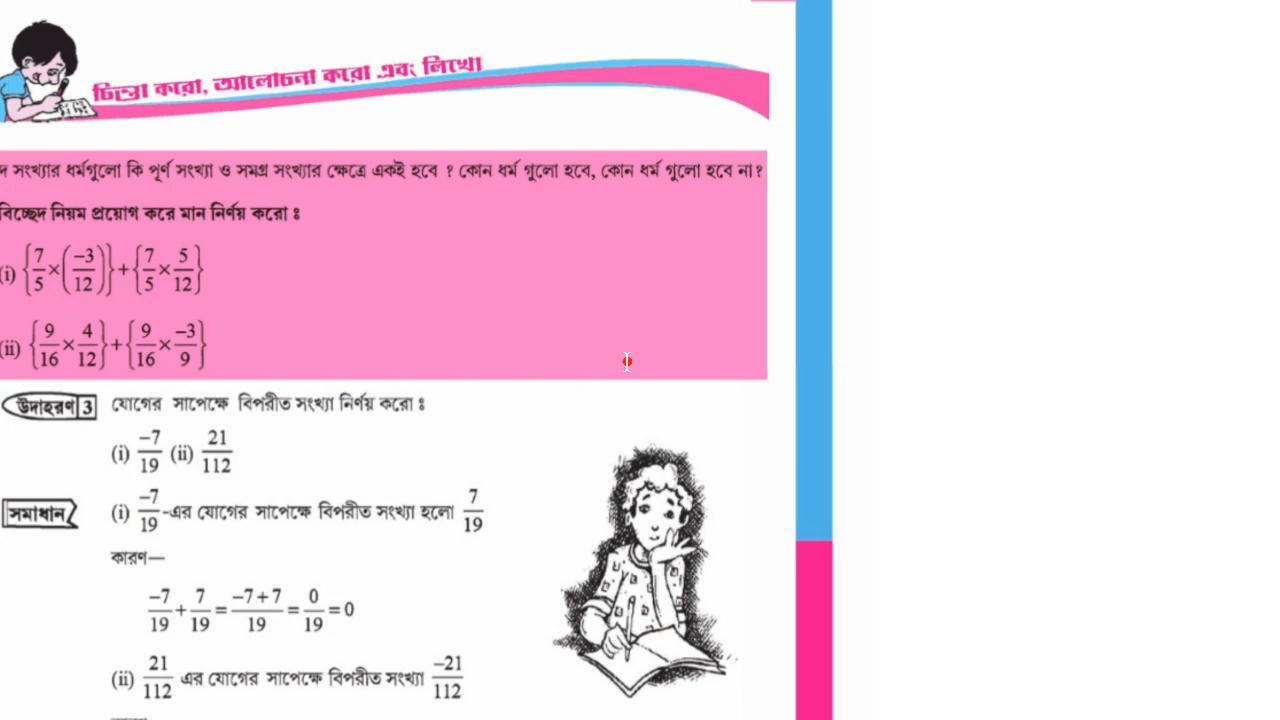 চিন্তা করো, আলোচনা করো এবং লিখো
সংখ্যার ধর্মগুলো কি পূর্ণ সংখ্যা ও সমগ্র সংখ্যার ক্ষেত্রে একই হবে ? কোন ধর্ম গুলো হবে, কোন ধর্ম গুলো হবে না?
বিচ্ছেদ নিয়ম প্রয়োগ করে মান নির্ণয় করো ঃ
(i) {7/5 × (–3/12)} + {7/5 × 5/12}
(ii) {9/16 × 4/12} + {9/16 × –3/9}
উদাহরণ 3 যোগের সাপেক্ষে বিপরীত সংখ্যা নির্ণয় করো ঃ
(i) –7/19 (ii) 21/112
সমাধান (i) –7/19 -এর যোগের সাপেক্ষে বিপরীত সংখ্যা হলো 7/19
কারণ—
–7/19 + 7/19 = –7+7/19 = 0/19 = 0
(ii) 21/112 এর যোগের সাপেক্ষে বিপরীত সংখ্যা –21/112